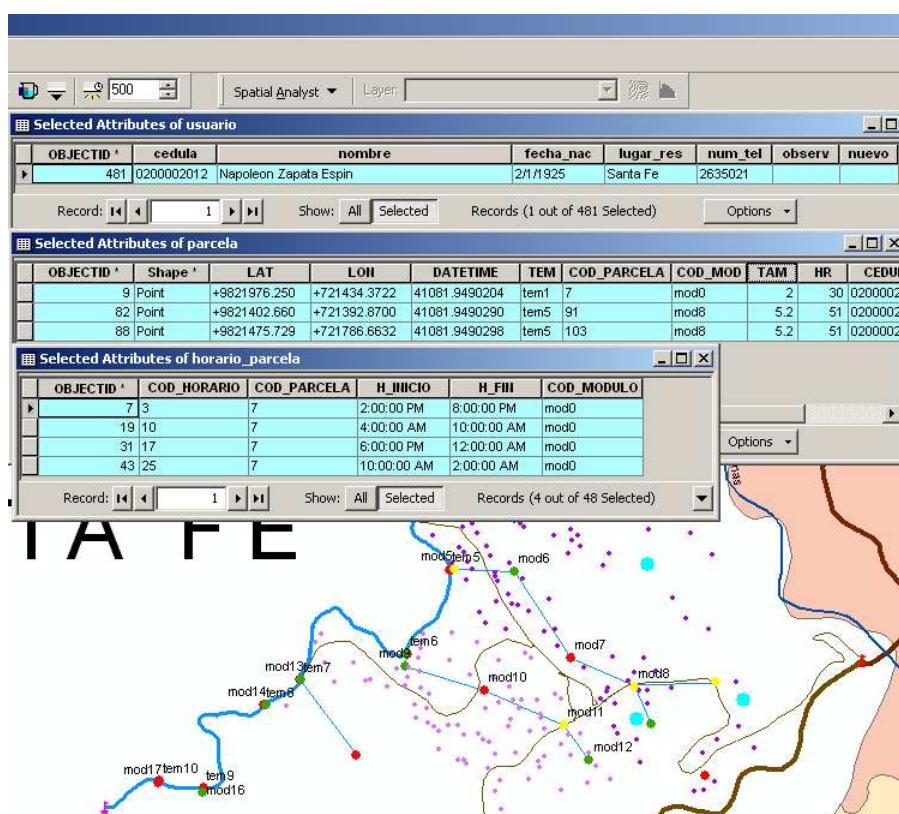 500 Spatial Analyst Layer:
Selected Attributes of usuario
OBJECTID * cedula nombre fecha_nac lugar_res num_tel observ nuevo
481 0200002012 Napoleon Zapata Espin 2/1/1925 Santa Fe 2635021
Record: 1 Show: All Selected Records (1 out of 481 Selected) Options
Selected Attributes of parcela
OBJECTID * Shape * LAT LON DATETIME TEM COD_PARCELA COD_MOD TAM HR CEDU
9 Point +9821976.250 +721434.3722 41081.9490204 tem1 7 mod0 2 30 0200002
82 Point +9821402.660 +721392.8700 41081.9490290 tem5 91 mod8 5.2 51 0200002
88 Point +9821475.729 +721786.6632 41081.9490298 tem5 103 mod8 5.2 51 0200002
Selected Attributes of horario_parcela
OBJECTID * COD_HORARIO COD_PARCELA H_INICIO H_FIN COD_MODULO
7 3 7 2:00:00 PM 8:00:00 PM mod0
19 10 7 4:00:00 AM 10:00:00 AM mod0
31 17 7 6:00:00 PM 12:00:00 AM mod0
43 25 7 10:00:00 AM 2:00:00 AM mod0
Options
Record: 1 Show: All Selected Records (4 out of 48 Selected)
TA FE
mod5 tem5 mod6
tem6
mod9
mod7
mod13 tem7
mod10
mod8
mod14 tem8
mod11
mod12
mod17 tem10
tem9
mod16